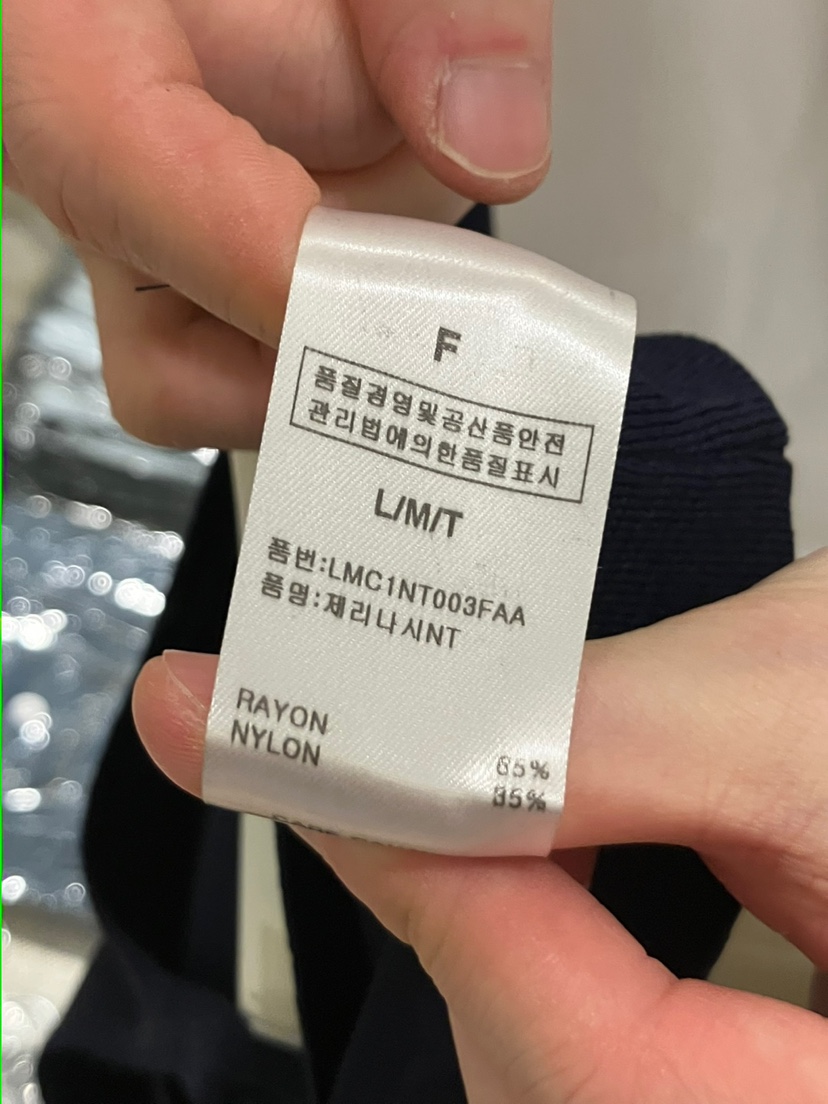 F
품질경영및공산품안전
관리법에의한품질표시
L/M/T
품번:LMC1NT003FAA
품명:제리나시NT
RAYON 65%
NYLON 35%